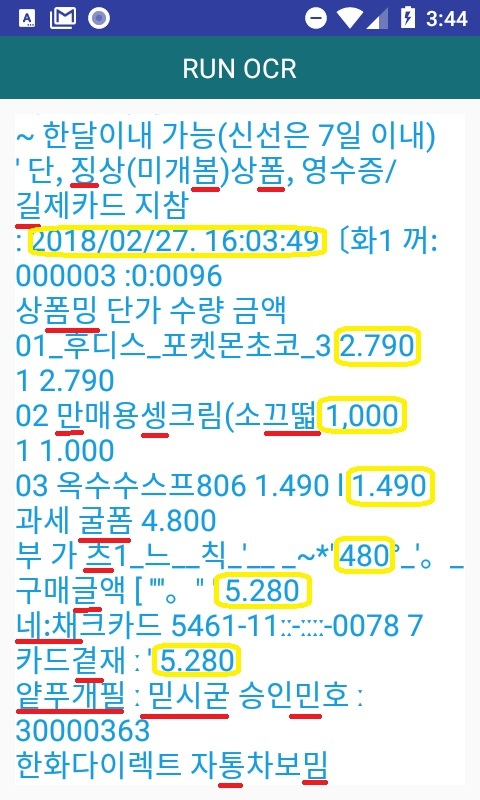 3:44
RUN OCR
~ 한달이내 가능(신선은 7일 이내)
' 단, 징상(미개봄)상폼, 영수증/
길제카드 지참
: 2018/02/27. 16:03:49 〔화1 꺼:
000003 :0:0096
상폼밍 단가 수량 금액
01_후디스_포켓몬초코_3 2.790
1 2.790
02 만매용셍크림(소끄떫 1,000
1 1.000
03 옥수수스프806 1.490 I 1.490
과세 굴폼 4.800
부 가 츠1_느__칙_'__ _~*' 480°_'。_
구매글액 [ ""。 " ' 5.280
네:채크카드 5461-11::-::::-0078 7
카드겵재 : ' 5.280
얕푸개필 : 믿시굳 승인민호 :
30000363
한화다이렉트 자통차보밈